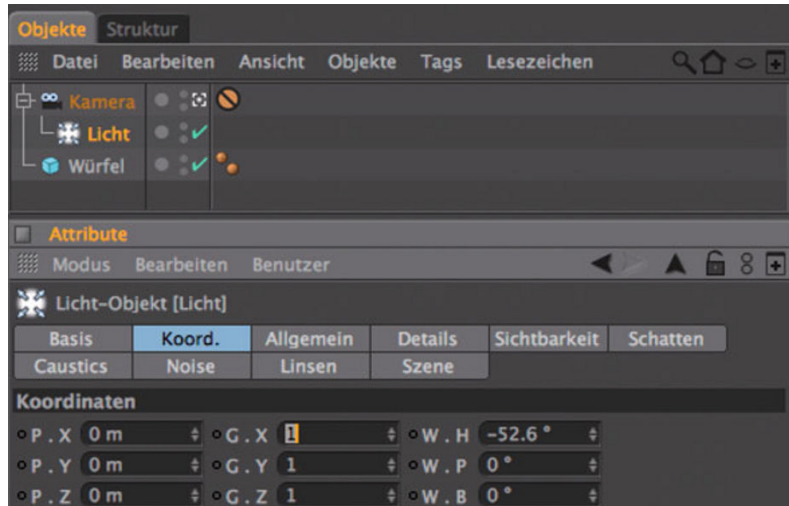 Objekte Struktur
Datei Bearbeiten Ansicht Objekte Tags Lesezeichen
Kamera
Licht
Würfel
Attribute
Modus Bearbeiten Benutzer
Licht-Objekt [Licht]
Basis Koord. Allgemein Details Sichtbarkeit Schatten
Caustics Noise Linsen Szene
Koordinaten
P . X 0 m G . X 1 W . H -52.6 °
P . Y 0 m G . Y 1 W . P 0 °
P . Z 0 m G . Z 1 W . B 0 °